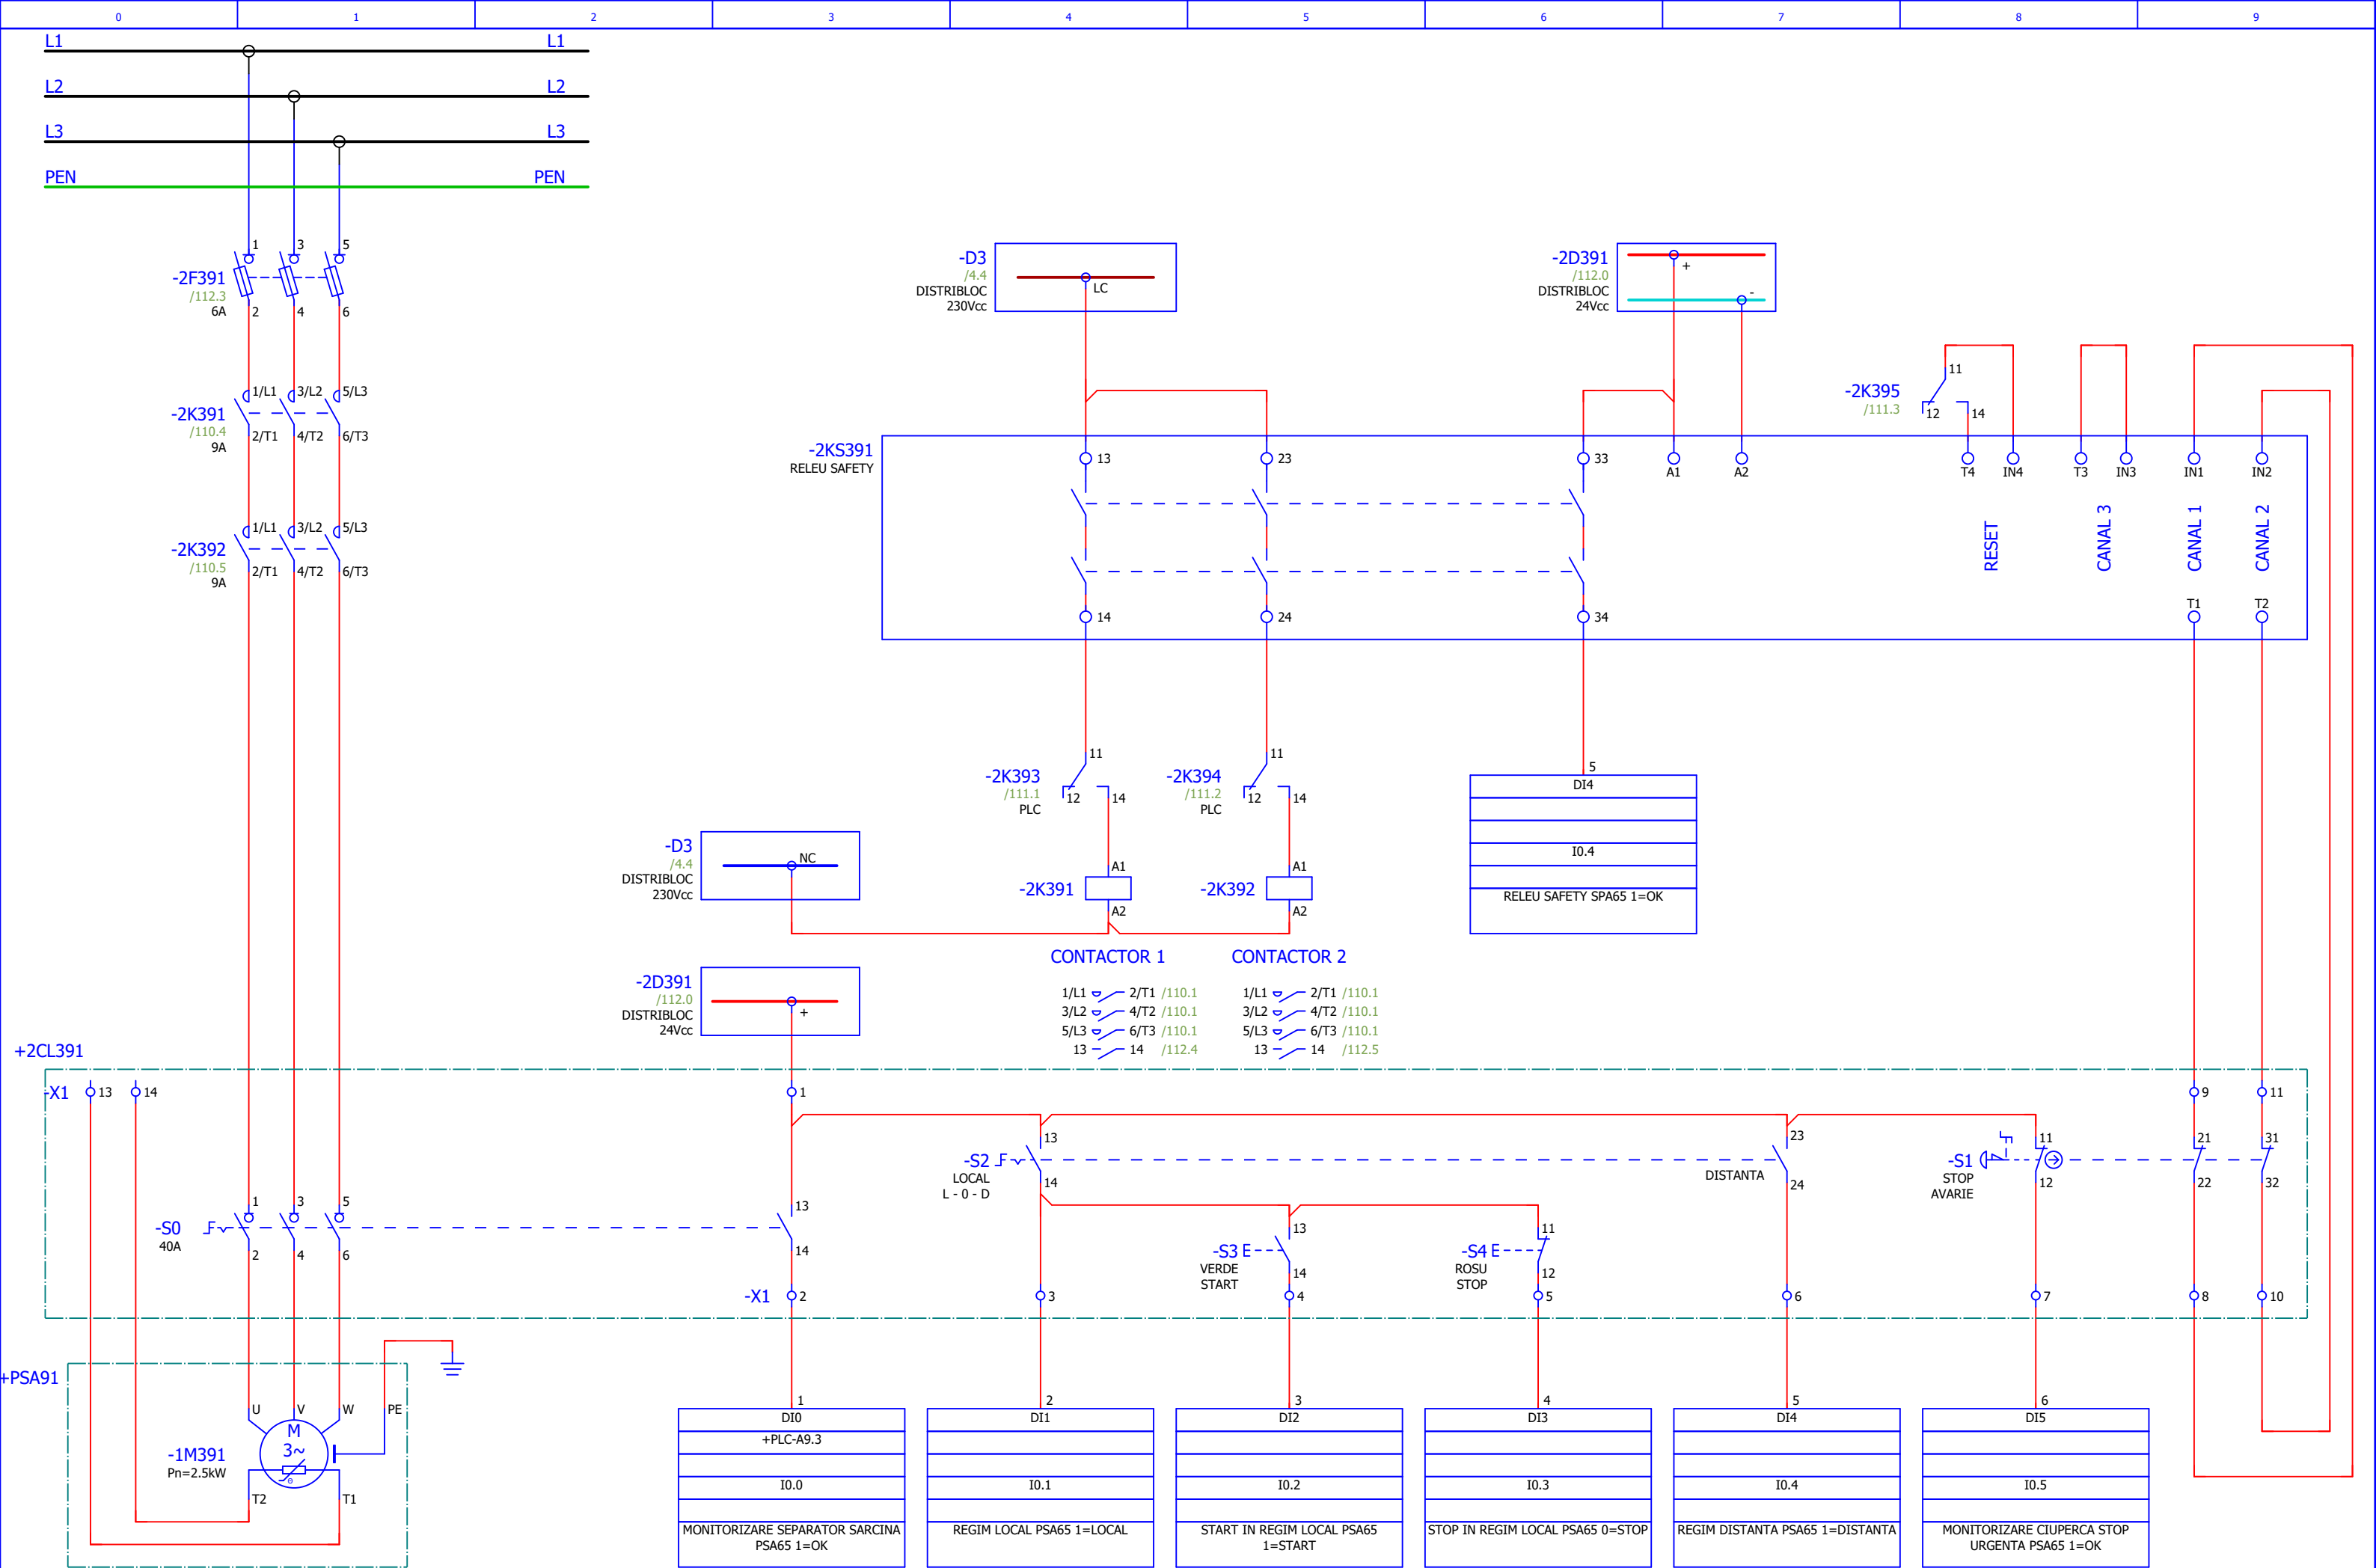 0 1 2 3 4 5 6 7 8 9
L1 L1
L2 L2
L3 L3
PEN PEN
1 3 5
-2F391
/112.3
6A
2 4 6
-D3
/4.4
DISTRIBLOC
230Vcc
LC
-2D391
/112.0
DISTRIBLOC
24Vcc
+
-
1/L1 3/L2 5/L3
-2K391
/110.4
9A
2/T1 4/T2 6/T3
-2K395
/111.3
11
12 14
-2KS391
RELEU SAFETY
13 23 33
A1 A2 T4 IN4 T3 IN3 IN1 IN2
RESET
CANAL 3
CANAL 1
CANAL 2
1/L1 3/L2 5/L3
-2K392
/110.5
9A
2/T1 4/T2 6/T3
T1 T2
14 24 34
-2K393
/111.1
PLC
11
12 14
-2K394
/111.2
PLC
11
12 14
5
DI4
I0.4
RELEU SAFETY SPA65 1=OK
-D3
/4.4
DISTRIBLOC
230Vcc
NC
A1
-2K391
A2
A1
-2K392
A2
CONTACTOR 1
1/L1 2/T1 /110.1
3/L2 4/T2 /110.1
5/L3 6/T3 /110.1
13 14 /112.4
CONTACTOR 2
1/L1 2/T1 /110.1
3/L2 4/T2 /110.1
5/L3 6/T3 /110.1
13 14 /112.5
-2D391
/112.0
DISTRIBLOC
24Vcc
+
+2CL391
-X1 13 14 1 9 11
13 23 11 21 31
-S2
LOCAL
L - 0 - D
14
DISTANTA
24
-S1
STOP
AVARIE
12 22 32
1 3 5 13
-S0
40A
2 4 6 14
13
-S3
VERDE
START
14
11
-S4
ROSU
STOP
12
-X1 2 3 4 5 6 7 8 10
+PSA91
U V W PE
M
3~
-1M391
Pn=2.5kW
θ
T2 T1
1
DI0
+PLC-A9.3
I0.0
MONITORIZARE SEPARATOR SARCINA
PSA65 1=OK
2
DI1
I0.1
REGIM LOCAL PSA65 1=LOCAL
3
DI2
I0.2
START IN REGIM LOCAL PSA65
1=START
4
DI3
I0.3
STOP IN REGIM LOCAL PSA65 0=STOP
5
DI4
I0.4
REGIM DISTANTA PSA65 1=DISTANTA
6
DI5
I0.5
MONITORIZARE CIUPERCA STOP
URGENTA PSA65 1=OK